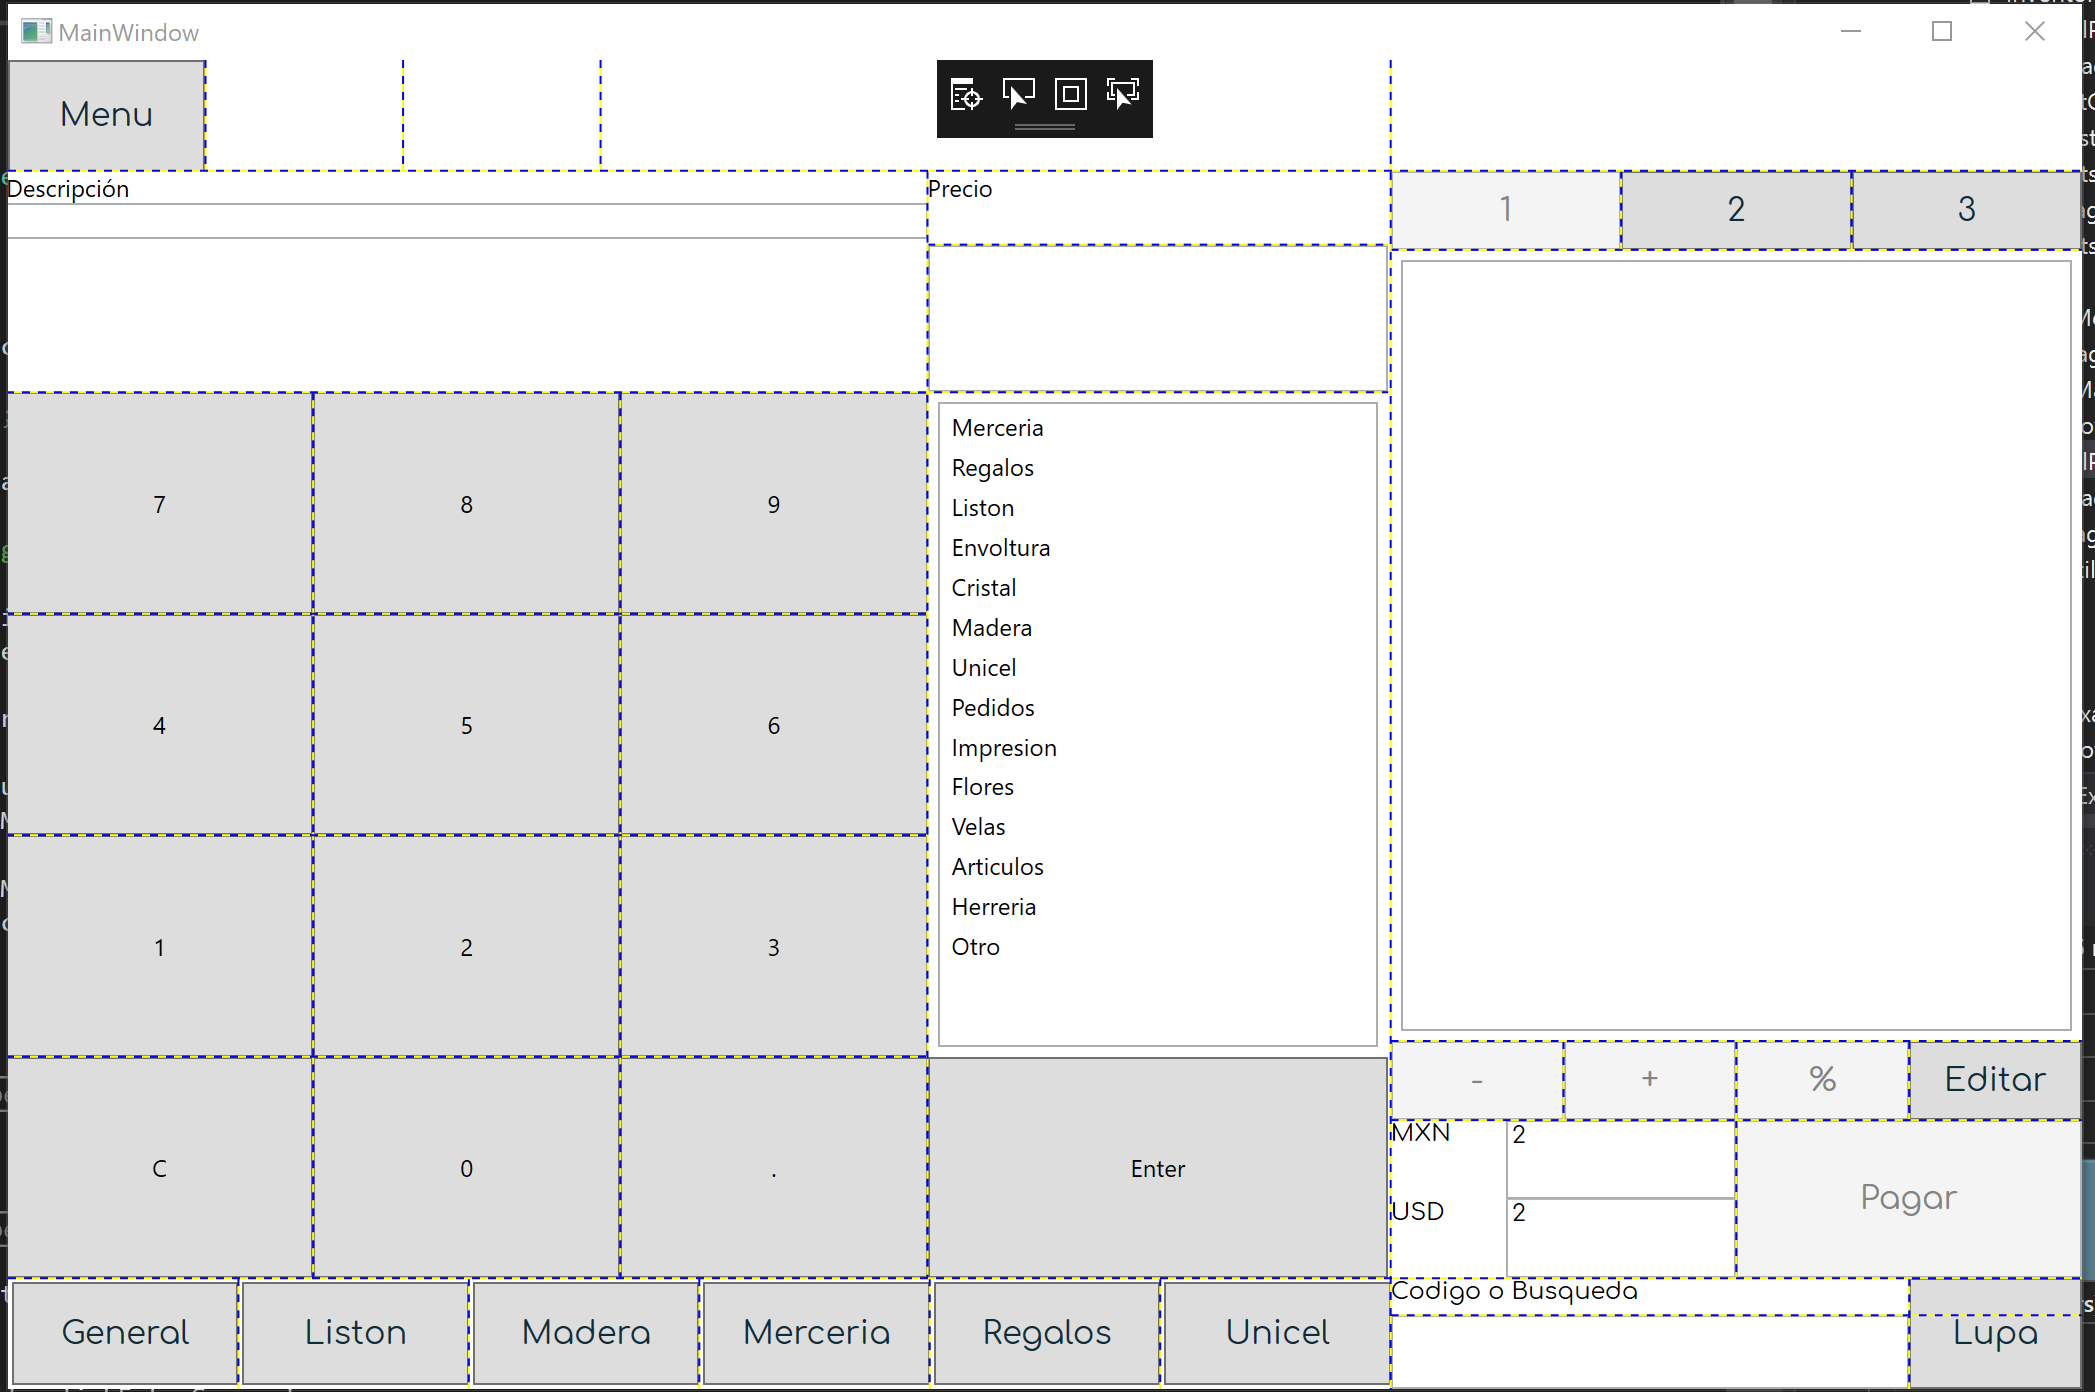 MainWindow
Menu
Descripción
Precio
1
2
3
7
8
9
4
5
6
1
2
3
C
0
.
Enter
Merceria
Regalos
Liston
Envoltura
Cristal
Madera
Unicel
Pedidos
Impresion
Flores
Velas
Articulos
Herreria
Otro
-
+
%
Editar
MXN
2
USD
2
Pagar
Codigo o Busqueda
Lupa
General
Liston
Madera
Merceria
Regalos
Unicel